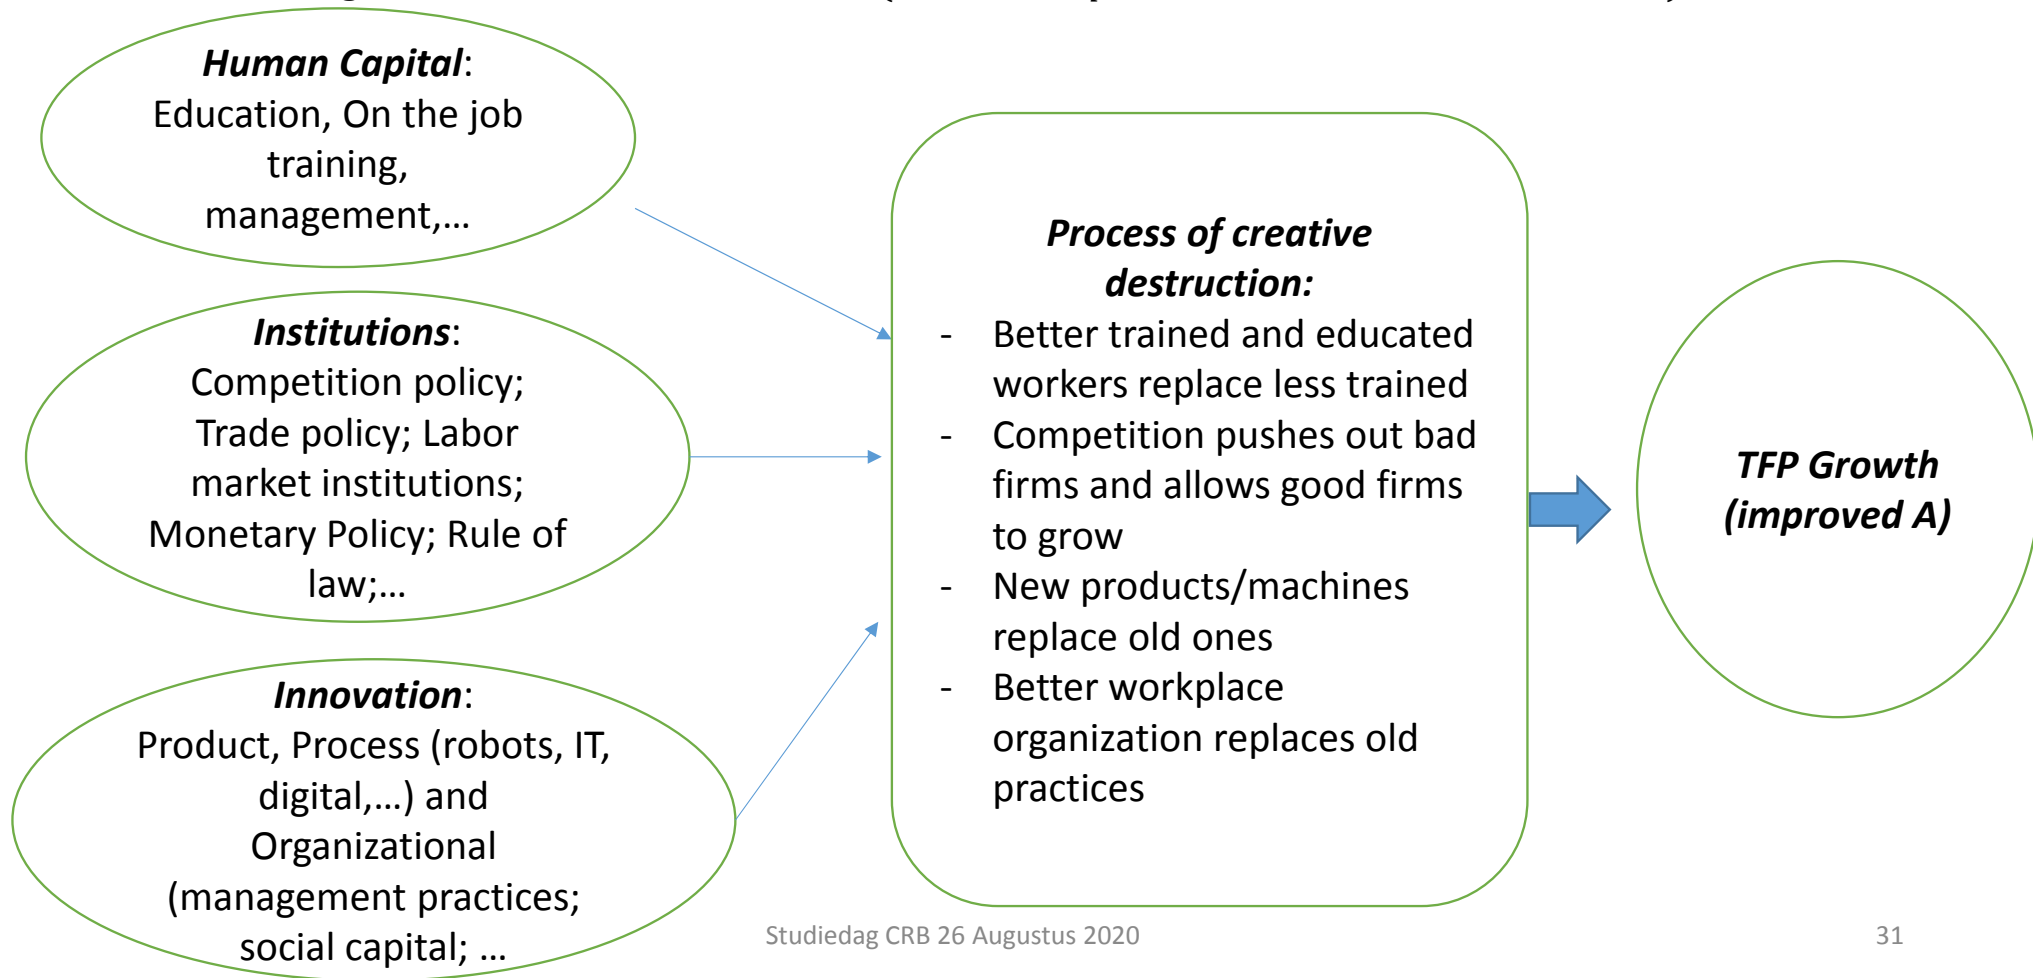 Human Capital:
Education, On the job
training,
management,…
Institutions:
Competition policy;
Trade policy; Labor
market institutions;
Monetary Policy; Rule of
law;…
Innovation:
Product, Process (robots, IT,
digital,…) and
Organizational
(management practices;
social capital; …
Process of creative
destruction:
- Better trained and educated
workers replace less trained
- Competition pushes out bad
firms and allows good firms
to grow
- New products/machines
replace old ones
- Better workplace
organization replaces old
practices
TFP Growth
(improved A)
Studiedag CRB 26 Augustus 2020
31